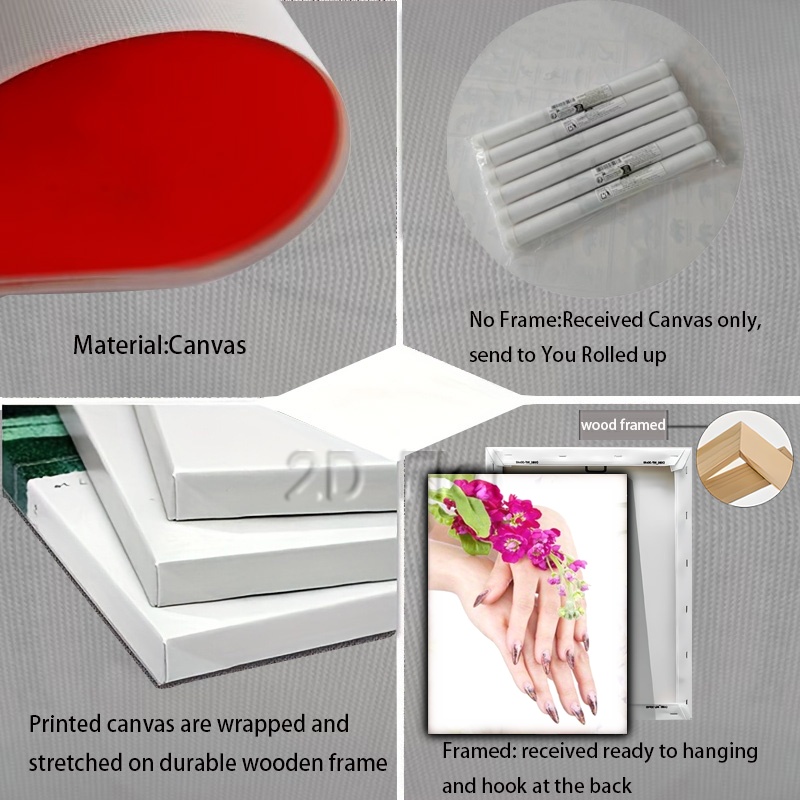 Material:Canvas
No Frame:Received Canvas only,
send to You Rolled up
wood framed
2D
Printed canvas are wrapped and
stretched on durable wooden frame
Framed: received ready to hanging
and hook at the back